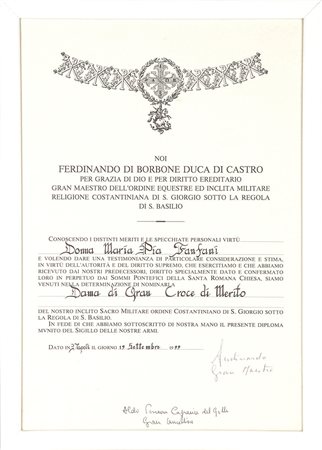 NOI
FERDINANDO DI BORBONE DUCA DI CASTRO
PER GRAZIA DI DIO E PER DIRITTO EREDITARIO
GRAN MAESTRO DELL'ORDINE EQUESTRE ED INCLITA MILITARE
RELIGIONE COSTANTINIANA DI S. GIORGIO SOTTO LA REGOLA
DI S. BASILIO
CONOSCENDO I DISTINTI MERITI E LE SPECCHIATE PERSONALI VIRTÙ
Donna Maria Pia Fanfani
E VOLENDO DARE UNA TESTIMONIANZA DI PARTICOLARE CONSIDERAZIONE E STIMA,
IN VIRTÙ DELL'AUTORITÀ E DEL DIRITTO SUPREMO, CHE ESERCITIAMO E CHE ABBIAMO
RICEVUTO DAI NOSTRI PREDECESSORI, DIRITTO SPECIALMENTE DATO E CONFERMATO
LORO IN PERPETUO DAI SOMMI PONTEFICI DELLA SANTA ROMANA CHIESA, SIAMO
VENUTI NELLA DETERMINAZIONE DI NOMINARLA
Dama di Gran Croce di Merito
DEL NOSTRO INCLITO SACRO MILITARE ORDINE COSTANTINIANO DI S. GIORGIO SOTTO
LA REGOLA DI S. BASILIO.
IN FEDE DI CHE ABBIAMO SOTTOSCRITTO DI NOSTRA MANO IL PRESENTE DIPLOMA
MVNITO DEL SIGILLO DELLE NOSTRE ARMI.
DATO IN Napoli IL GIORNO 19 Settembre 19
Ferdinando
Gran Maestro
Aldo
Gran Cancelliere